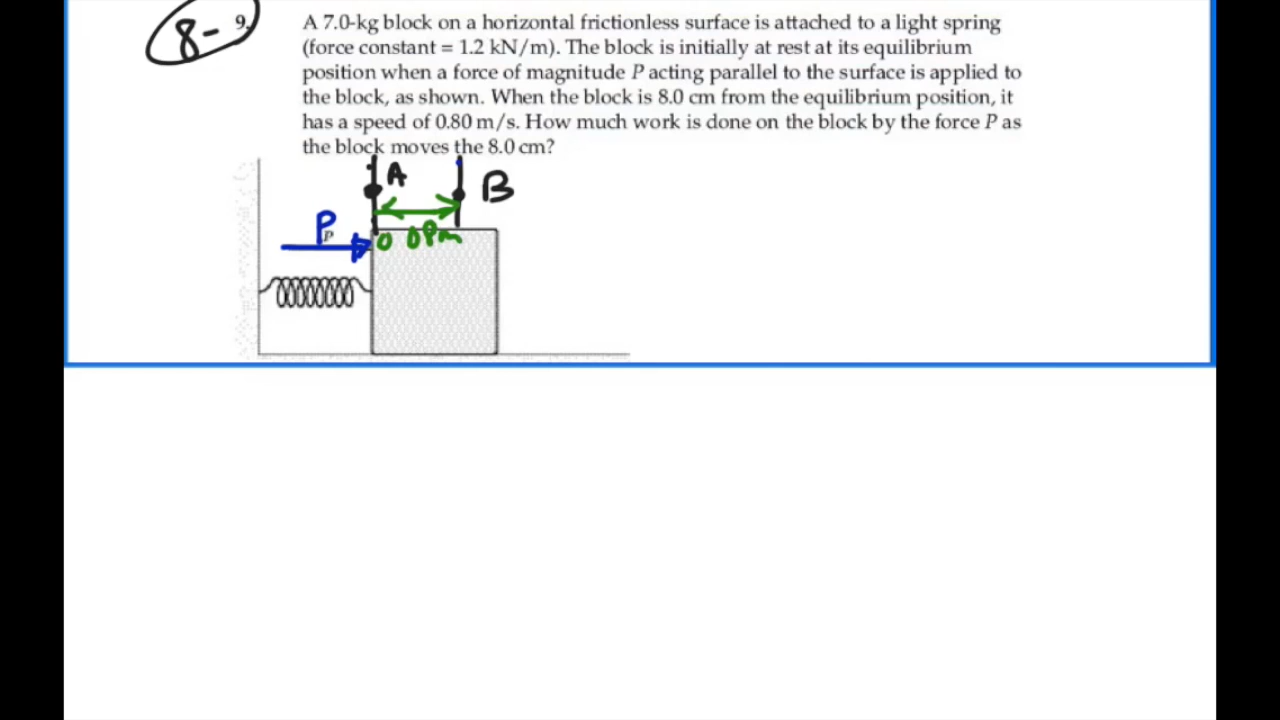 8- 9.
A 7.0-kg block on a horizontal frictionless surface is attached to a light spring
(force constant = 1.2 kN/m). The block is initially at rest at its equilibrium
position when a force of magnitude P acting parallel to the surface is applied to
the block, as shown. When the block is 8.0 cm from the equilibrium position, it
has a speed of 0.80 m/s. How much work is done on the block by the force P as
the block moves the 8.0 cm?
A B
P
P